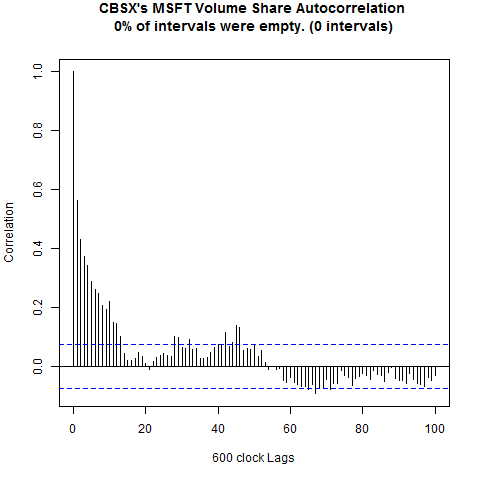 CBSX's MSFT Volume Share Autocorrelation
0% of intervals were empty. (0 intervals)
1.0
0.8
0.6
0.4
0.2
0.0
Correlation
0 20 40 60 80 100
600 clock Lags